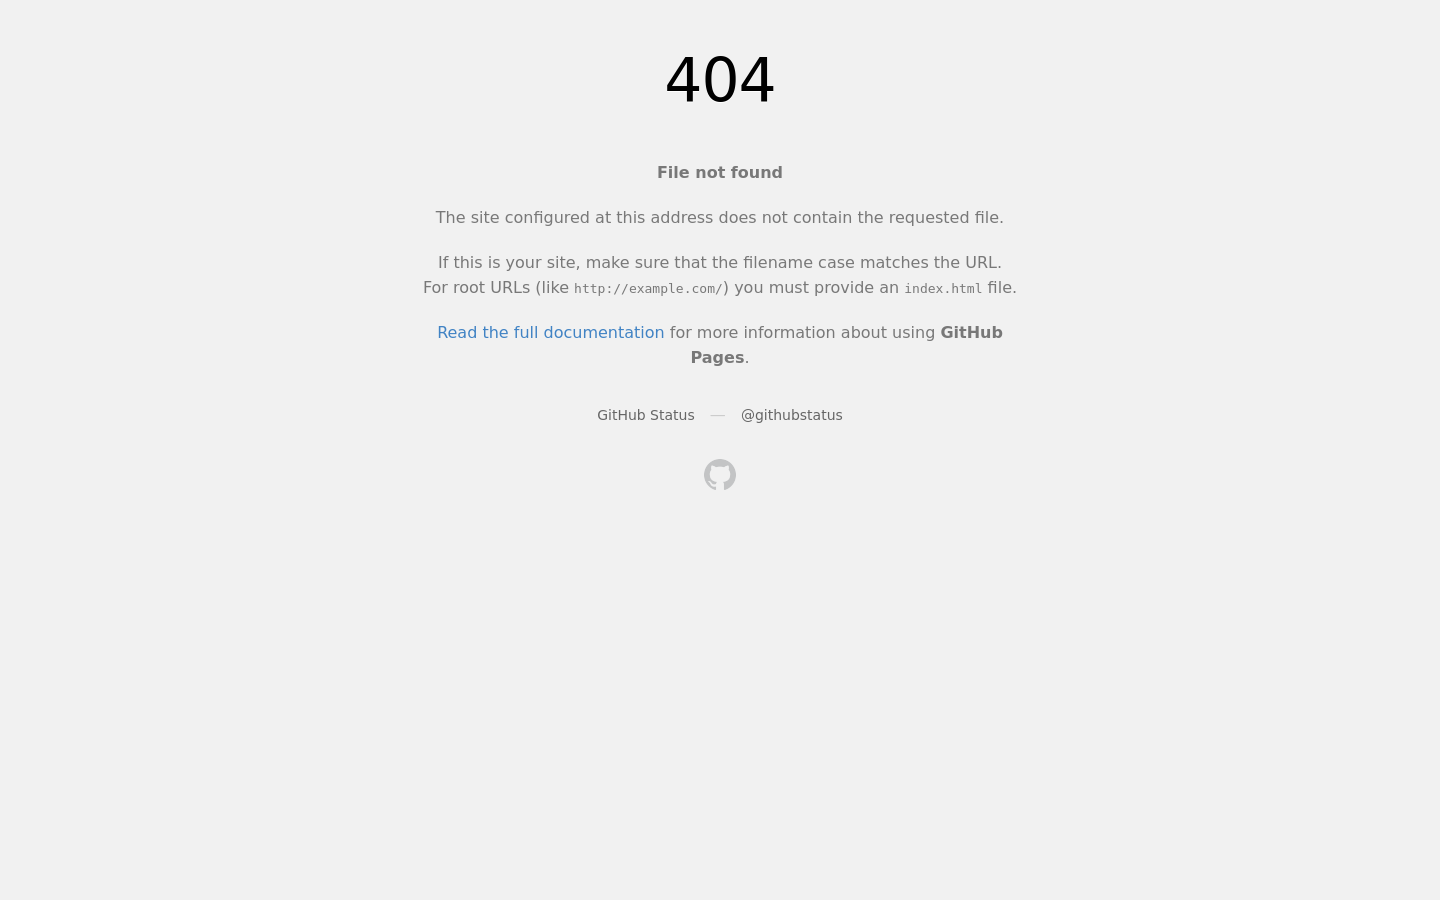 404
File not found
The site configured at this address does not contain the requested file.
If this is your site, make sure that the filename case matches the URL.
For root URLs (like http://example.com/) you must provide an index.html file.
Read the full documentation for more information about using GitHub
Pages.
GitHub Status — @githubstatus